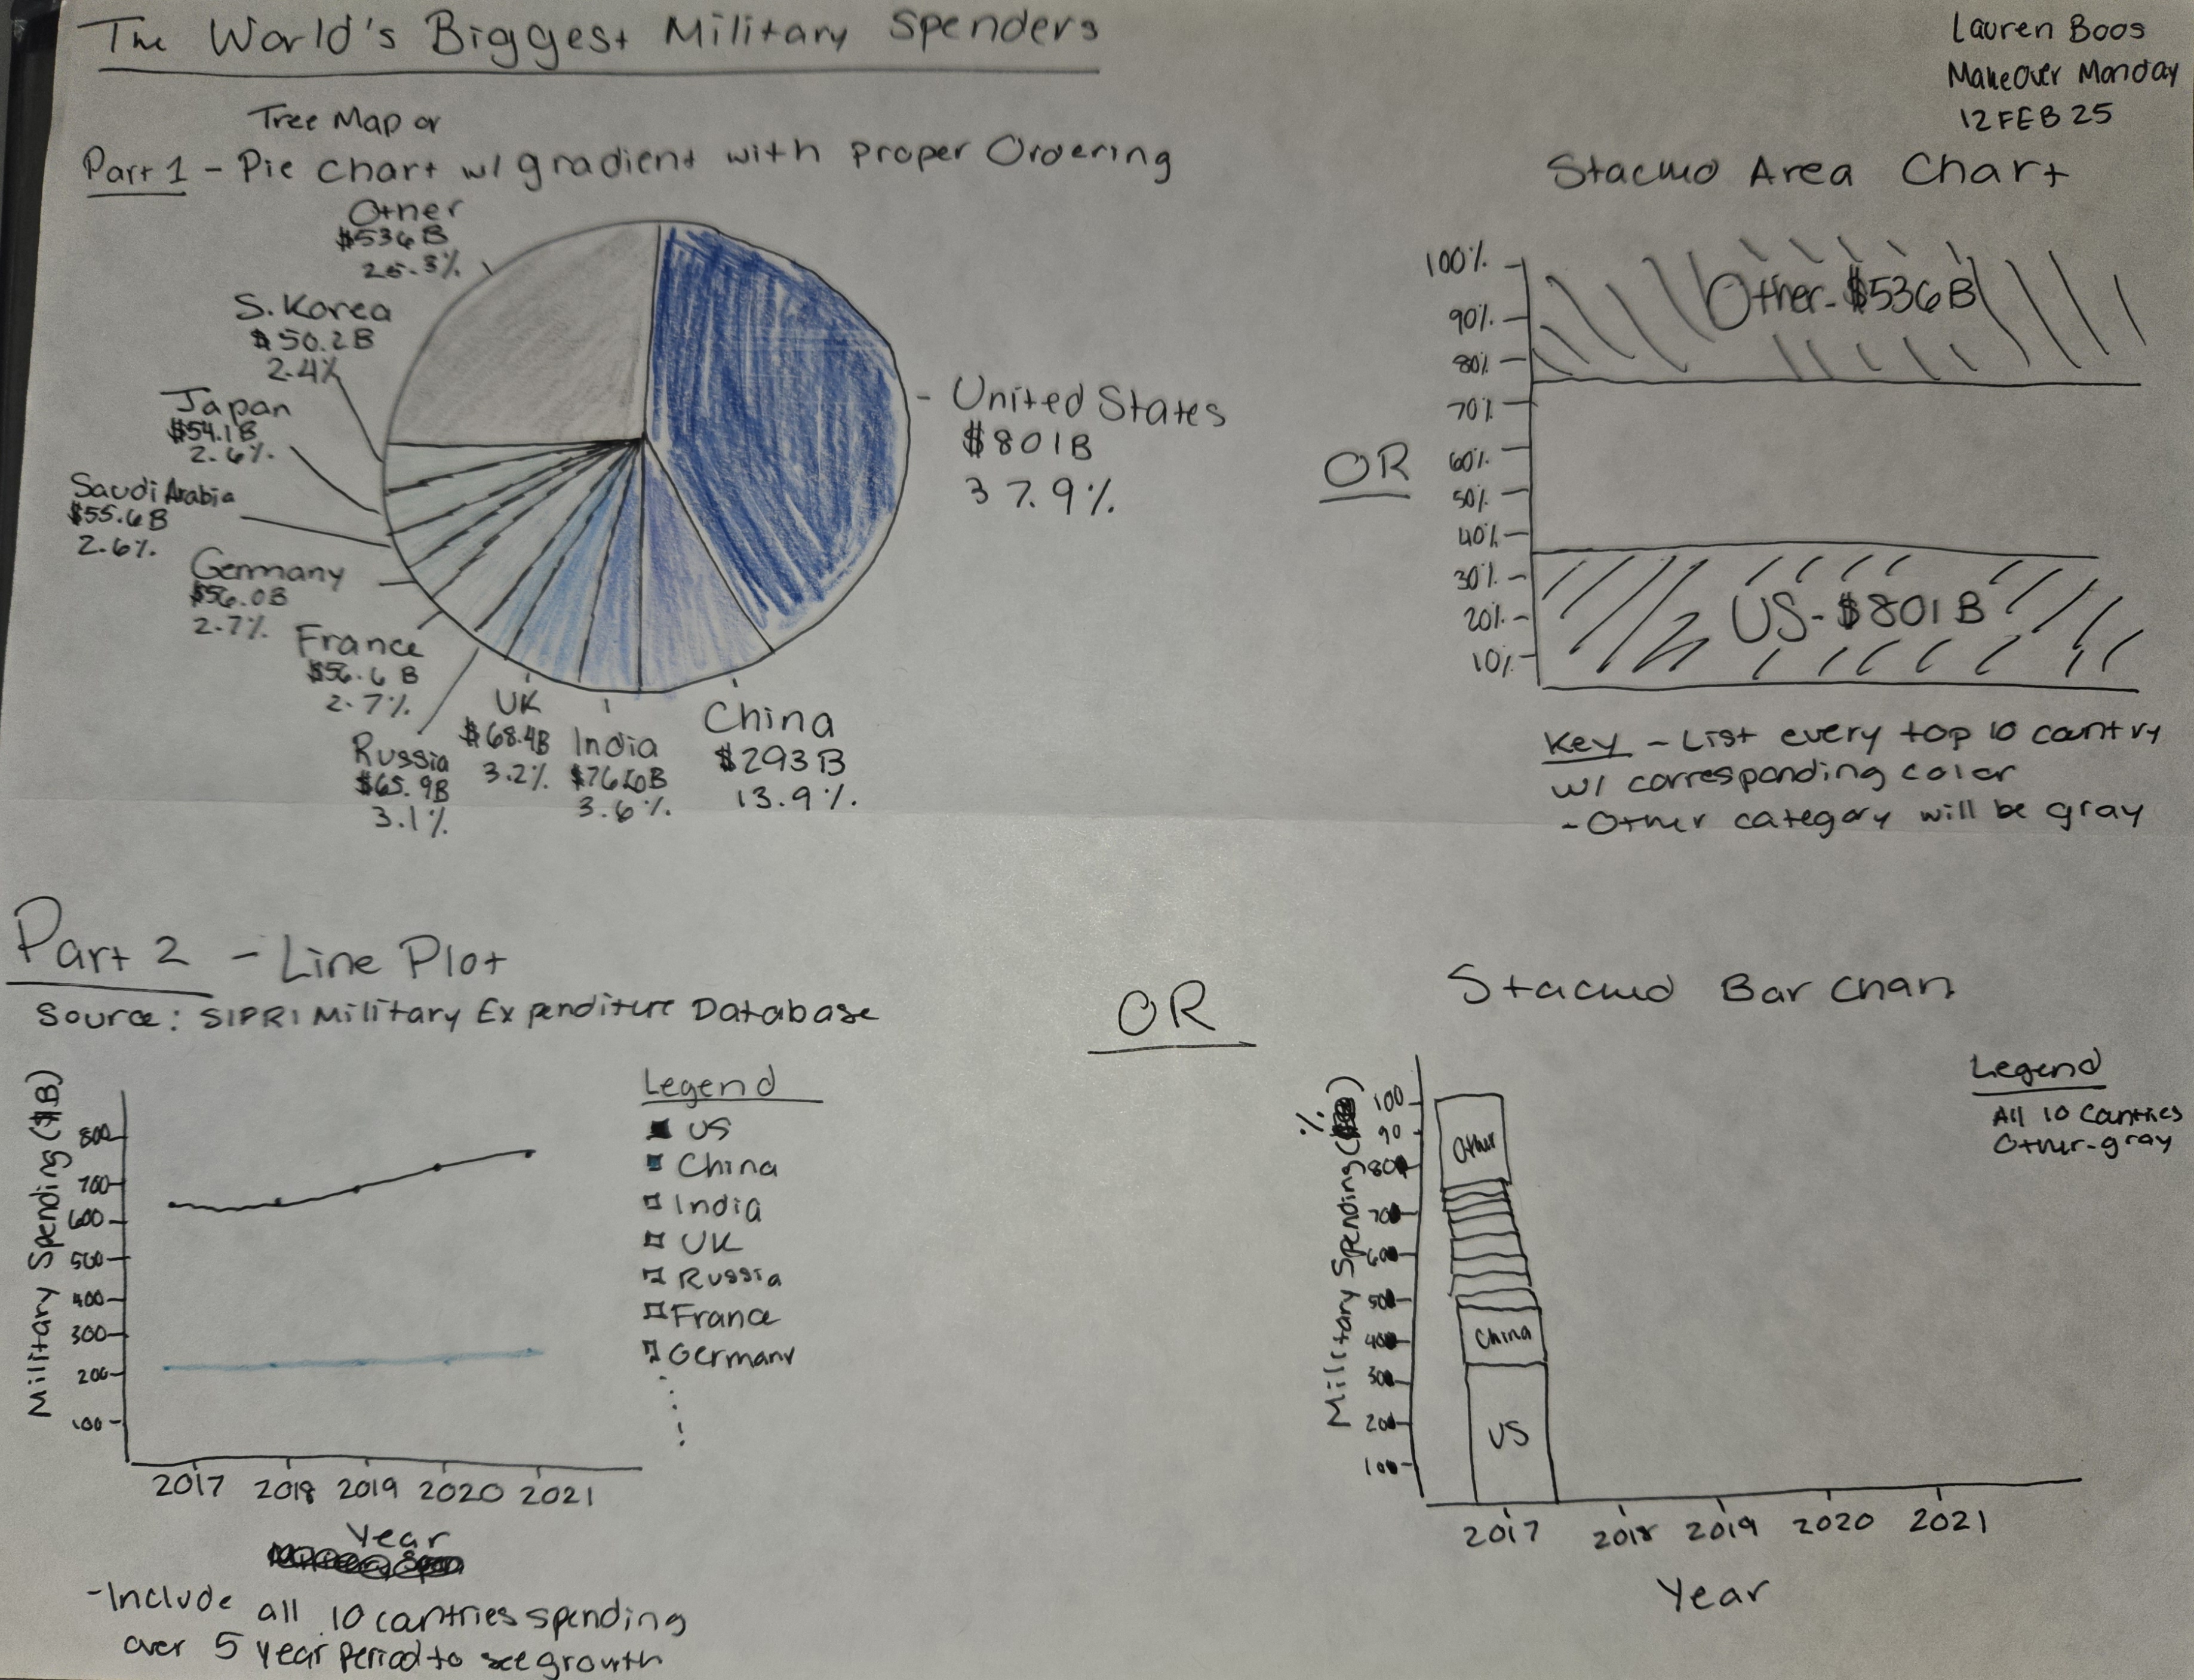 The World's Biggest Military Spenders
Lauren Boos
MakeOver Monday
12FEB25
Tree Map or
Part 1 - Pie Chart w/ gradient with proper Ordering
Other
$536B
25.3%
S. Korea
$50.2B
2.4%
Japan
$54.1B
2.6%
Saudi Arabia
$55.6B
2.6%
Germany
$56.0B
2.7%
France
$56.6B
2.7%
Russia
$65.9B
3.1%
UK
$68.4B
3.2%
India
3.6%
China
$293B
13.9%
- United States
$801B
37.9%
OR
Stacked Area Chart
100%
90%
80%
70%
60%
50%
40%
30%
20%
10%
Other - $536B
US - $801B
Key - List every top 10 country
w/ corresponding color
- Other category will be gray
Part 2 - Line Plot
Source: SIPRI Military Expenditure Database
Military Spending ($B)
800
700
600
500
400
300
200
100
2017 2018 2019 2020 2021
Year
Legend
US
China
India
UK
Russia
France
Germany
- Include all 10 countries spending
over 5 year period to see growth
OR
Stacked Bar Chart
Military Spending %
100
90
80
70
60
50
40
30
20
10
Other
China
US
2017 2018 2019 2020 2021
Year
Legend
All 10 Countries
Other-gray